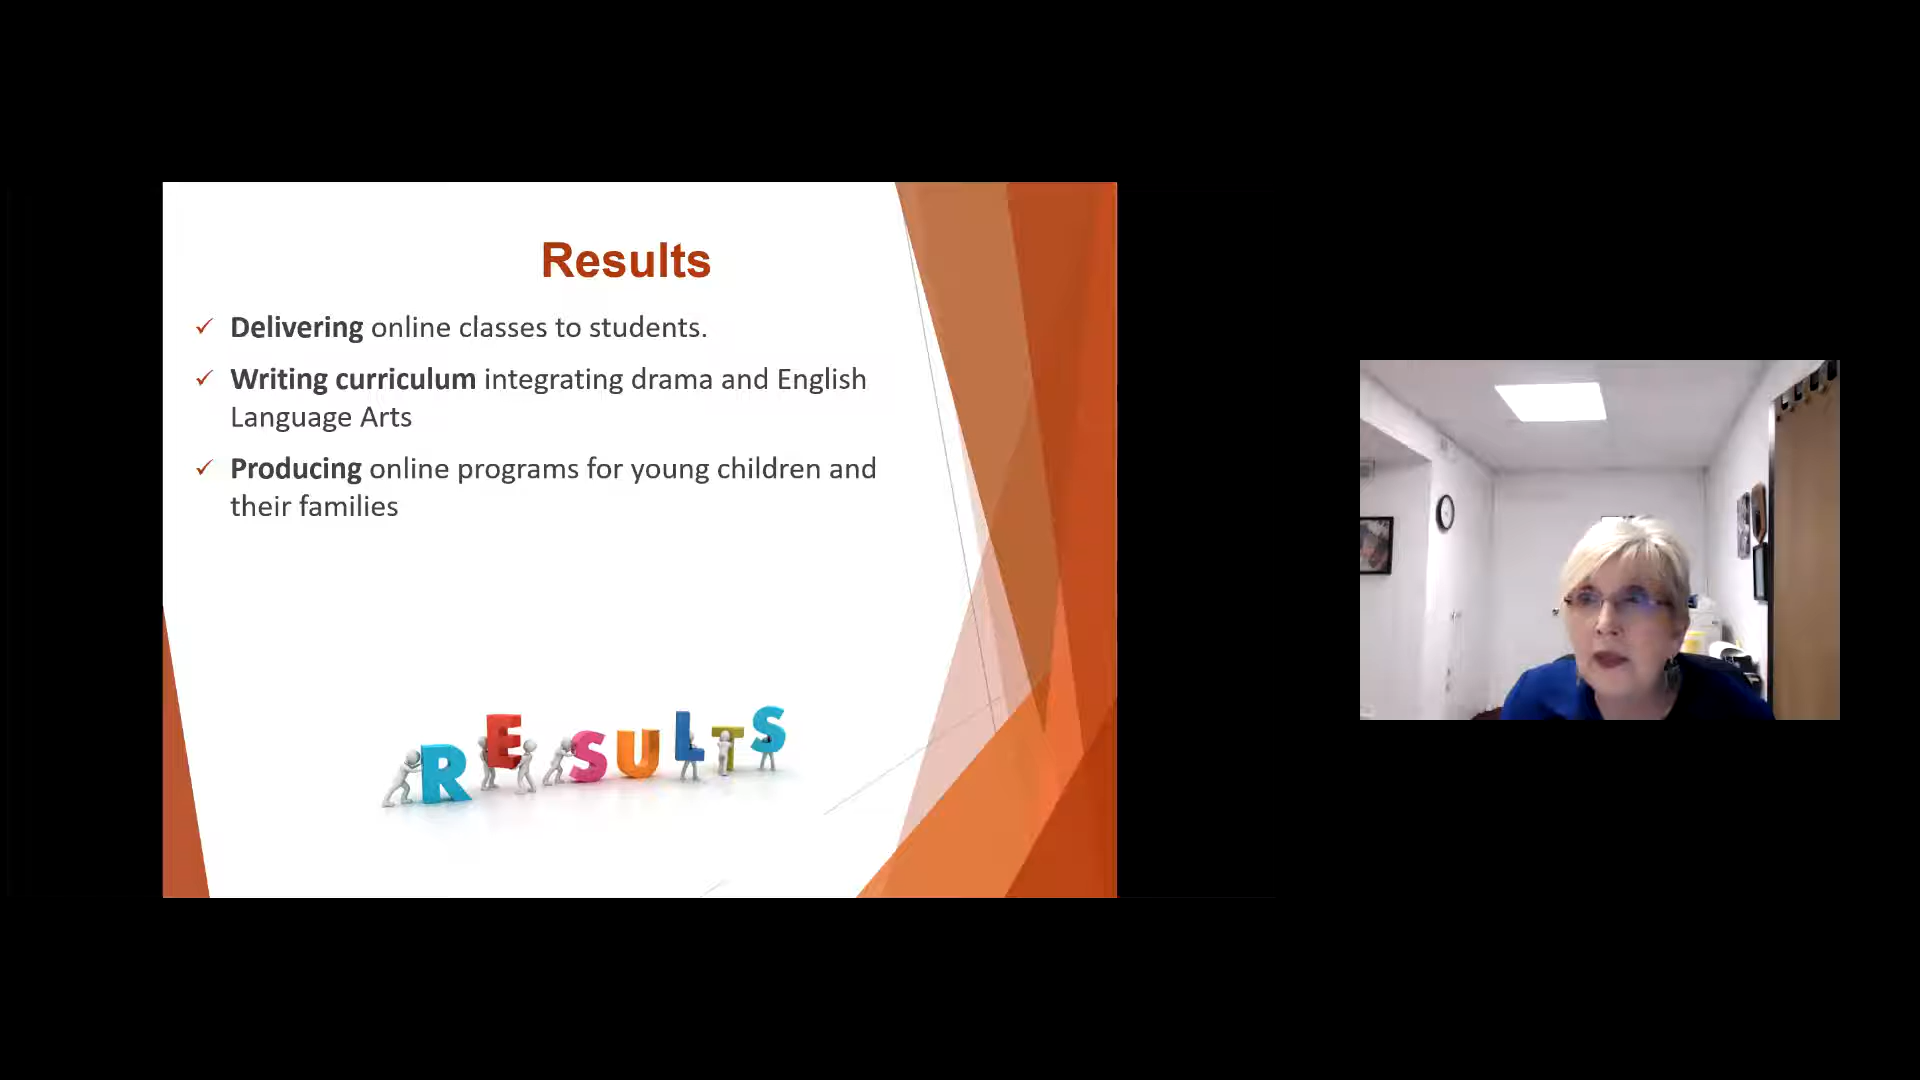 Results
✓ Delivering online classes to students.
✓ Writing curriculum integrating drama and English
Language Arts
✓ Producing online programs for young children and
their families
RESULTS